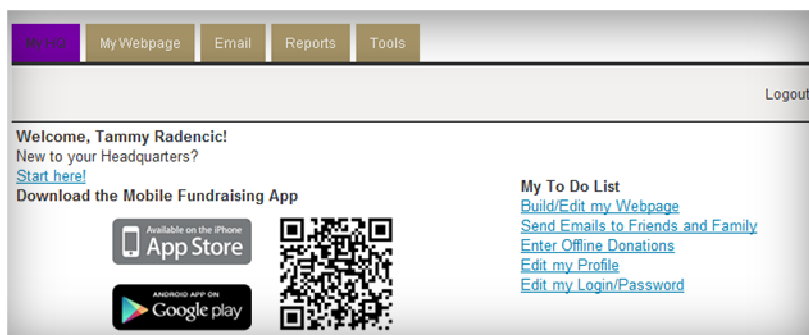 My HQ
My Webpage
Email
Reports
Tools
Logout
Welcome, Tammy Radencic!
New to your Headquarters?
Start here!
Download the Mobile Fundraising App
Available on the iPhone
App Store
ANDROID APP ON
Google play
My To Do List
Build/Edit my Webpage
Send Emails to Friends and Family
Enter Offline Donations
Edit my Profile
Edit my Login/Password